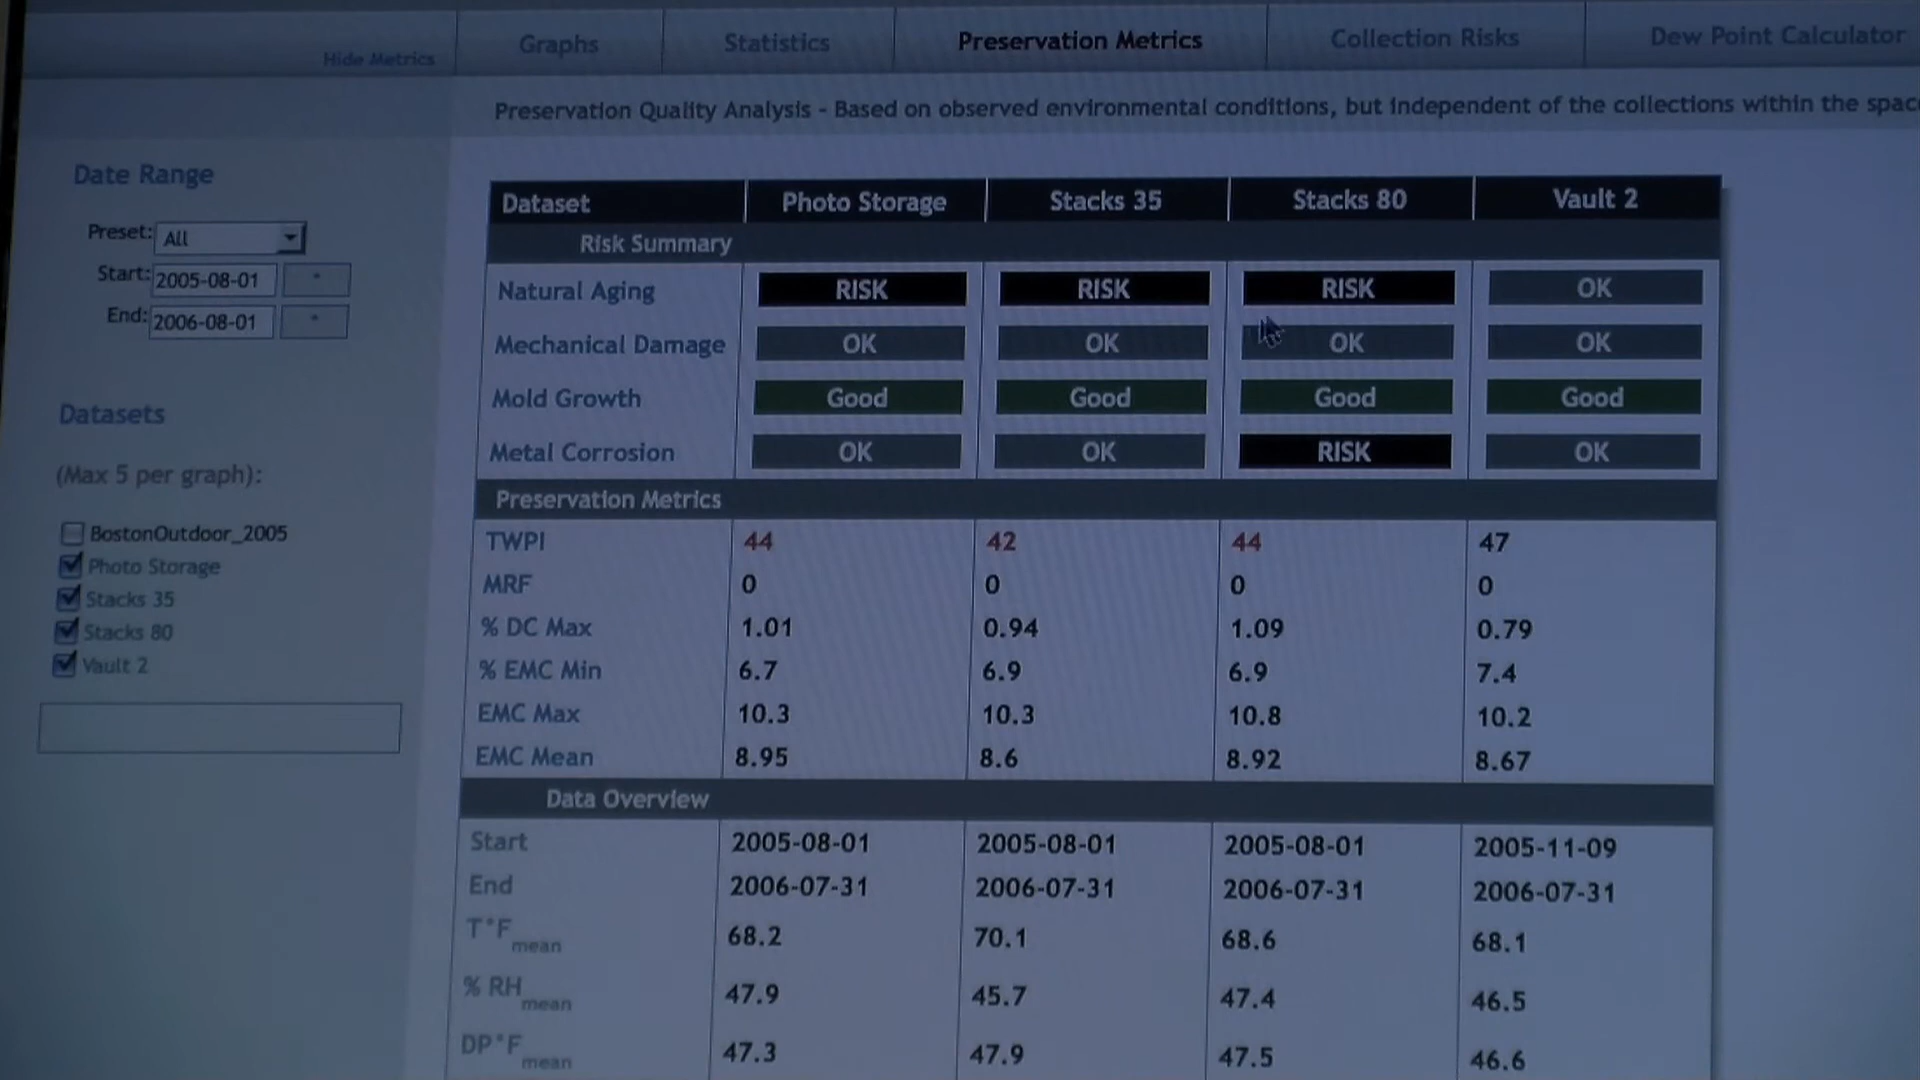 Hide Metrics
Graphs
Statistics
Preservation Metrics
Collection Risks
Dew Point Calculator
Preservation Quality Analysis - Based on observed environmental conditions, but independent of the collections within the
Date Range
Preset: All
Start: 2005-08-01 *
End: 2006-08-01 *
Datasets
(Max 5 per graph):
BostonOutdoor_2005
Photo Storage
Stacks 35
Stacks 80
Vault 2
Dataset Photo Storage Stacks 35 Stacks 80 Vault 2
Risk Summary
Natural Aging RISK RISK RISK OK
Mechanical Damage OK OK OK OK
Mold Growth Good Good Good Good
Metal Corrosion OK OK RISK OK
Preservation Metrics
TWPI 44 42 44 47
MRF 0 0 0 0
% DC Max 1.01 0.94 1.09 0.79
% EMC Min 6.7 6.9 6.9 7.4
EMC Max 10.3 10.3 10.8 10.2
EMC Mean 8.95 8.6 8.92 8.67
Data Overview
Start 2005-08-01 2005-08-01 2005-08-01 2005-11-09
End 2006-07-31 2006-07-31 2006-07-31 2006-07-31
T°F mean 68.2 70.1 68.6 68.1
% RH mean 47.9 45.7 47.4 46.5
DP°F mean 47.3 47.9 47.5 46.6